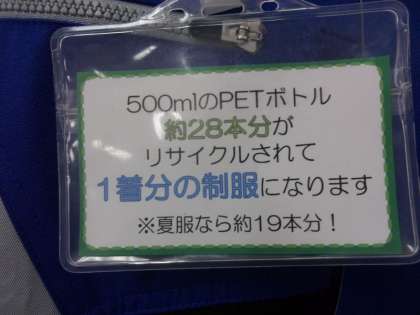 500mlのPETボトル
約28本分が
リサイクルされて
1着分の制服になります
※夏服なら約19本分！